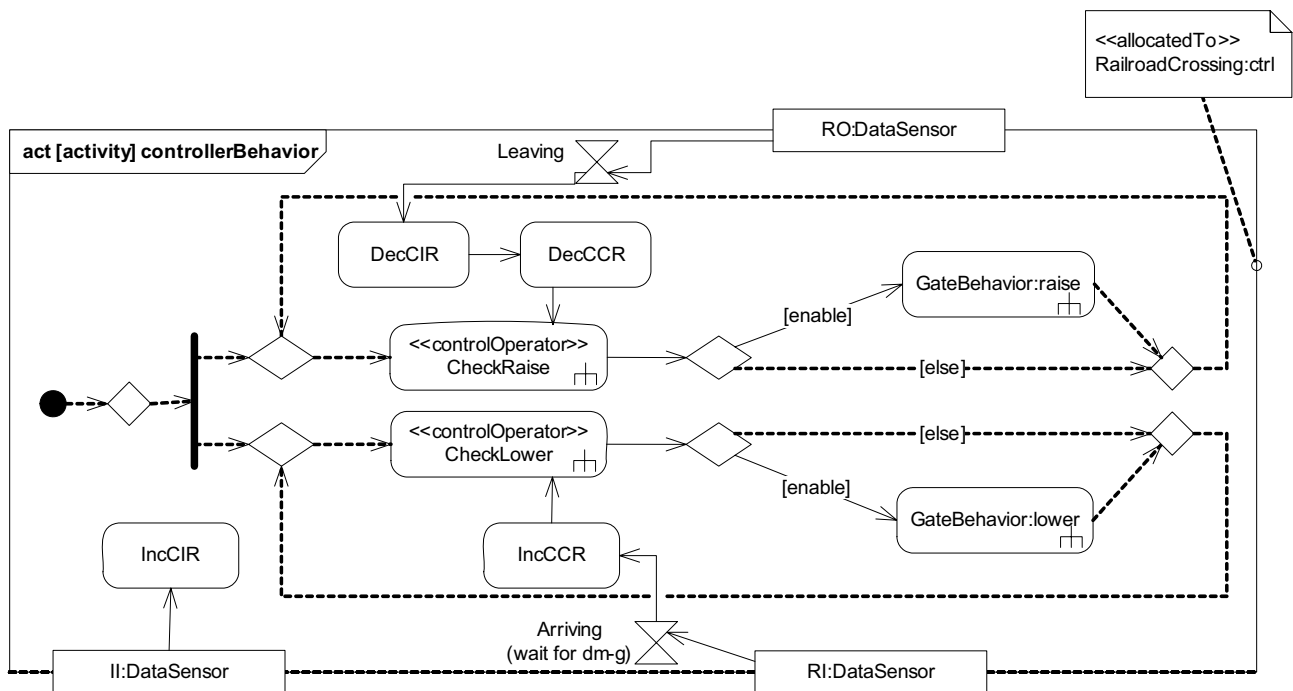 <<allocatedTo>>
RailroadCrossing:ctrl
RO:DataSensor
act [activity] controllerBehavior
Leaving
DecCIR
DecCCR
GateBehavior:raise
[enable]
<<controlOperator>>
CheckRaise
[else]
<<controlOperator>>
CheckLower
[else]
[enable]
GateBehavior:lower
IncCIR
IncCCR
Arriving
(wait for dm-g)
II:DataSensor
RI:DataSensor